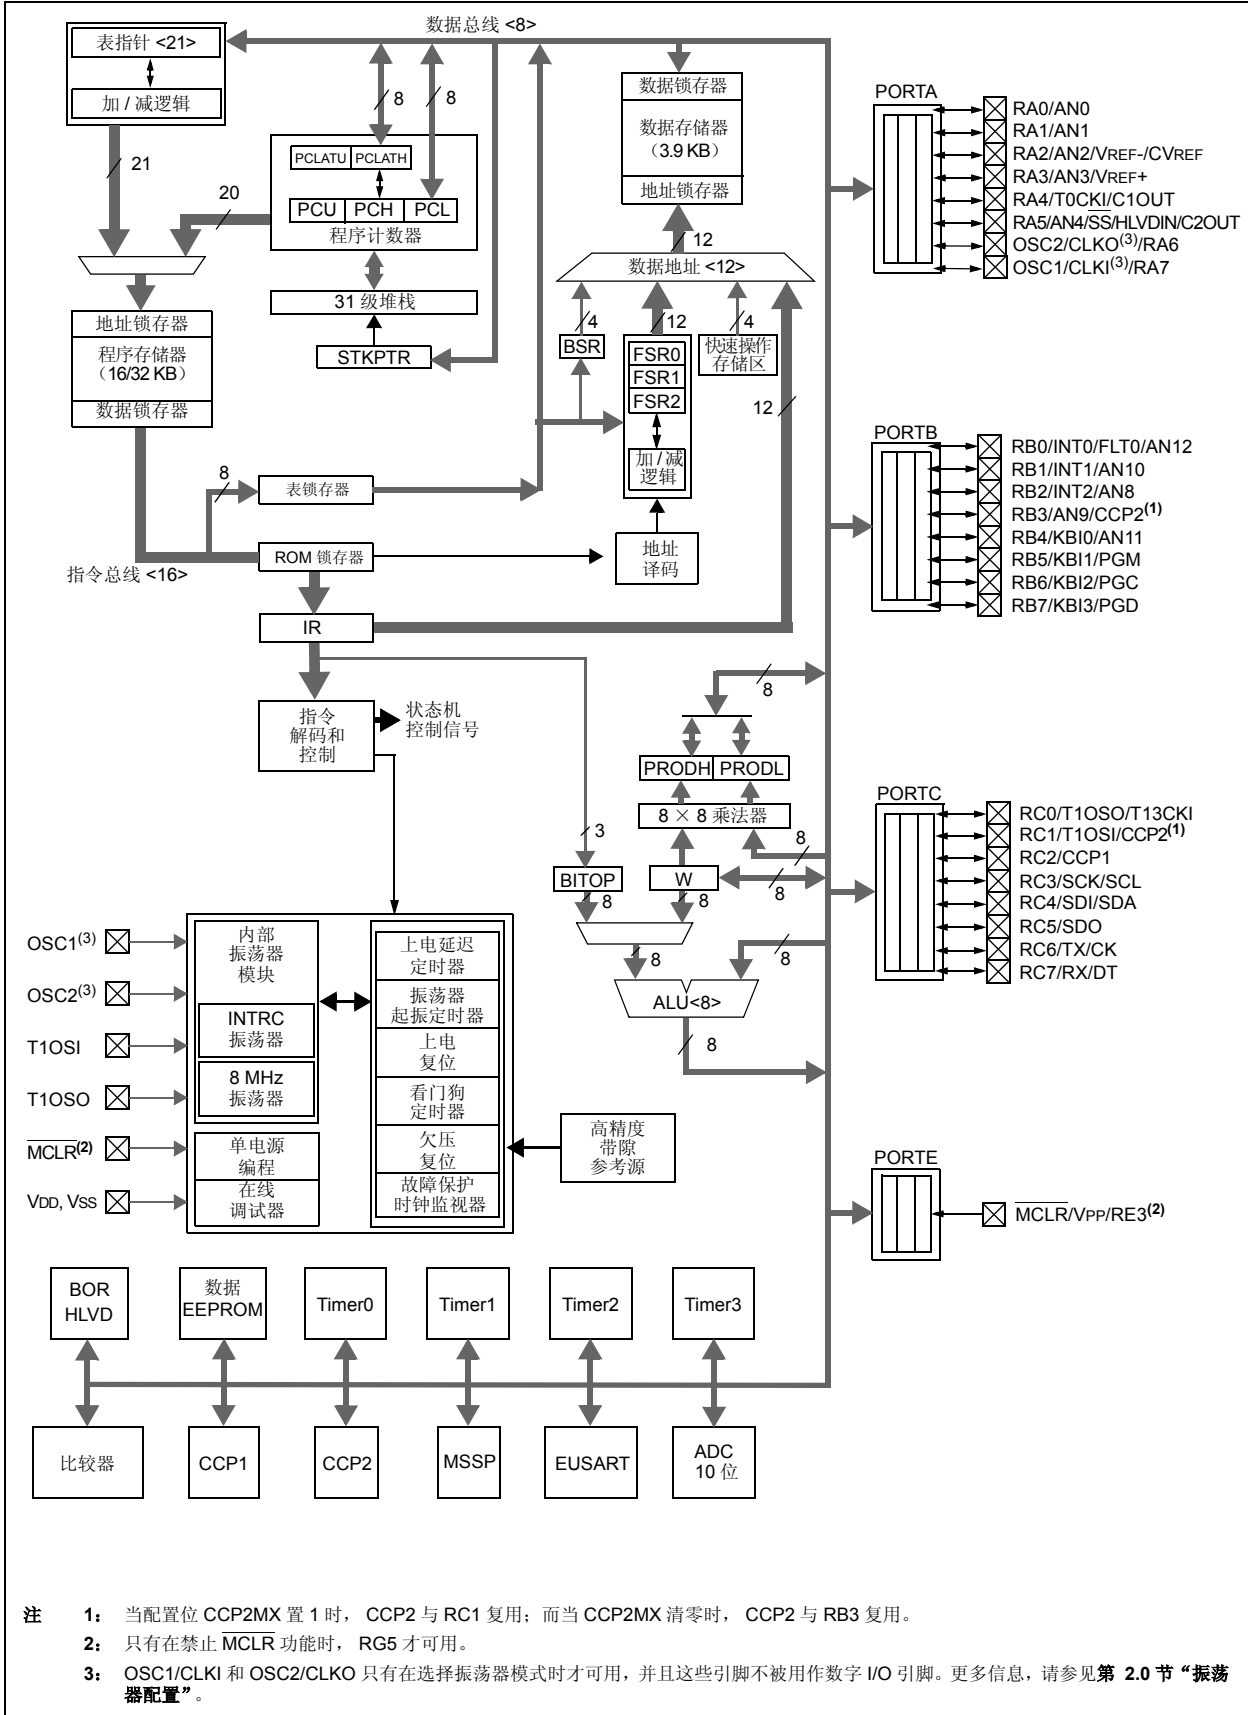 数据总线 <8>
表指针 <21>
加 / 减逻辑
21
20
8
8
PCLATU PCLATH
PCU PCH PCL
程序计数器
31 级堆栈
STKPTR
地址锁存器
程序存储器
（16/32 KB）
数据锁存器
数据锁存器
数据存储器
（3.9 KB）
地址锁存器
12
数据地址 <12>
4
12
4
BSR
FSR0
FSR1
FSR2
加 / 减
逻辑
快速操作
存储区
12
8
表锁存器
ROM 锁存器
指令总线 <16>
地址
译码
IR
指令
解码和
控制
状态机
控制信号
8
PRODH PRODL
8 × 8 乘法器
3
8
BITOP
W
8
8
8
8
8
ALU<8>
8
PORTA
RA0/AN0
RA1/AN1
RA2/AN2/VREF-/CVREF
RA3/AN3/VREF+
RA4/T0CKI/C1OUT
RA5/AN4/SS/HLVDIN/C2OUT
OSC2/CLKO(3)/RA6
OSC1/CLKI(3)/RA7
PORTB
RB0/INT0/FLT0/AN12
RB1/INT1/AN10
RB2/INT2/AN8
RB3/AN9/CCP2(1)
RB4/KBI0/AN11
RB5/KBI1/PGM
RB6/KBI2/PGC
RB7/KBI3/PGD
PORTC
RC0/T1OSO/T13CKI
RC1/T1OSI/CCP2(1)
RC2/CCP1
RC3/SCK/SCL
RC4/SDI/SDA
RC5/SDO
RC6/TX/CK
RC7/RX/DT
PORTE
MCLR/VPP/RE3(2)
OSC1(3)
OSC2(3)
T1OSI
T1OSO
MCLR(2)
VDD, VSS
内部
振荡器
模块
INTRC
振荡器
8 MHz
振荡器
单电源
编程
在线
调试器
上电延迟
定时器
振荡器
起振定时器
上电
复位
看门狗
定时器
欠压
复位
故障保护
时钟监视器
高精度
带隙
参考源
BOR
HLVD
数据
EEPROM
Timer0
Timer1
Timer2
Timer3
比较器
CCP1
CCP2
MSSP
EUSART
ADC
10 位
注 1： 当配置位 CCP2MX 置 1 时， CCP2 与 RC1 复用；而当 CCP2MX 清零时， CCP2 与 RB3 复用。
2： 只有在禁止 MCLR 功能时， RG5 才可用。
3： OSC1/CLKI 和 OSC2/CLKO 只有在选择振荡器模式时才可用，并且这些引脚不被用作数字 I/O 引脚。更多信息，请参见第 2.0 节“振荡
器配置”。